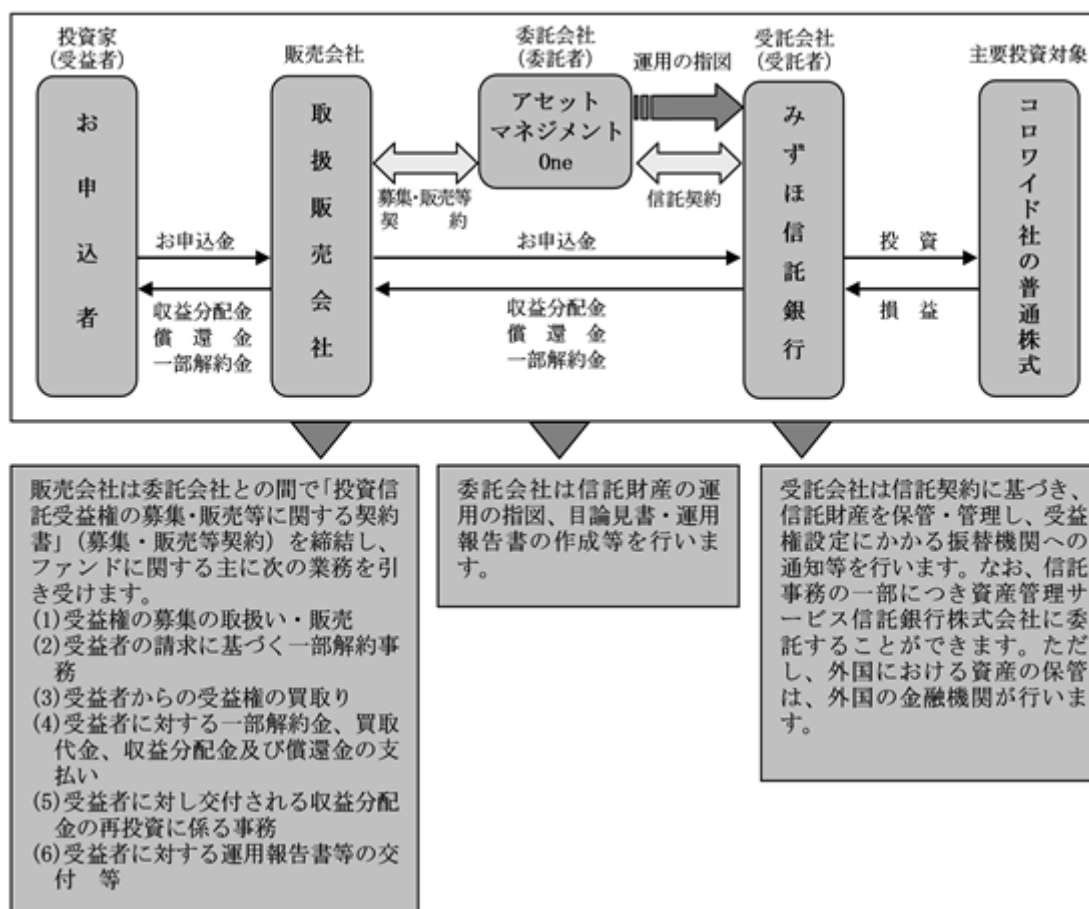 投資家
(受益者)
販売会社
委託会社
(委託者)
運用の指図
受託会社
(受託者)
主要投資対象
お申込者
取扱販売会社
アセット
マネジメント
One
みずほ信託銀行
コロワイド社の普通株式
募集・販売等
契　約
信託契約
お申込金
お申込金
投　資
収益分配金
償　還　金
一部解約金
収益分配金
償　還　金
一部解約金
損　益
販売会社は委託会社との間で「投資信
託受益権の募集・販売等に関する契約
書」（募集・販売等契約）を締結し、
ファンドに関する主に次の業務を引
き受けます。
(1)受益権の募集の取扱い・販売
(2)受益者の請求に基づく一部解約事
務
(3)受益者からの受益権の買取り
(4)受益者に対する一部解約金、買取
代金、収益分配金及び償還金の支
払い
(5)受益者に対し交付される収益分配
金の再投資に係る事務
(6)受益者に対する運用報告書等の交
付　等
委託会社は信託財産の運
用の指図、目論見書・運用
報告書の作成等を行いま
す。
受託会社は信託契約に基づき、
信託財産を保管・管理し、受益
権設定にかかる振替機関への
通知等を行います。なお、信託
事務の一部につき資産管理サ
ービス信託銀行株式会社に委
託することができます。ただ
し、外国における資産の保管
は、外国の金融機関が行いま
す。